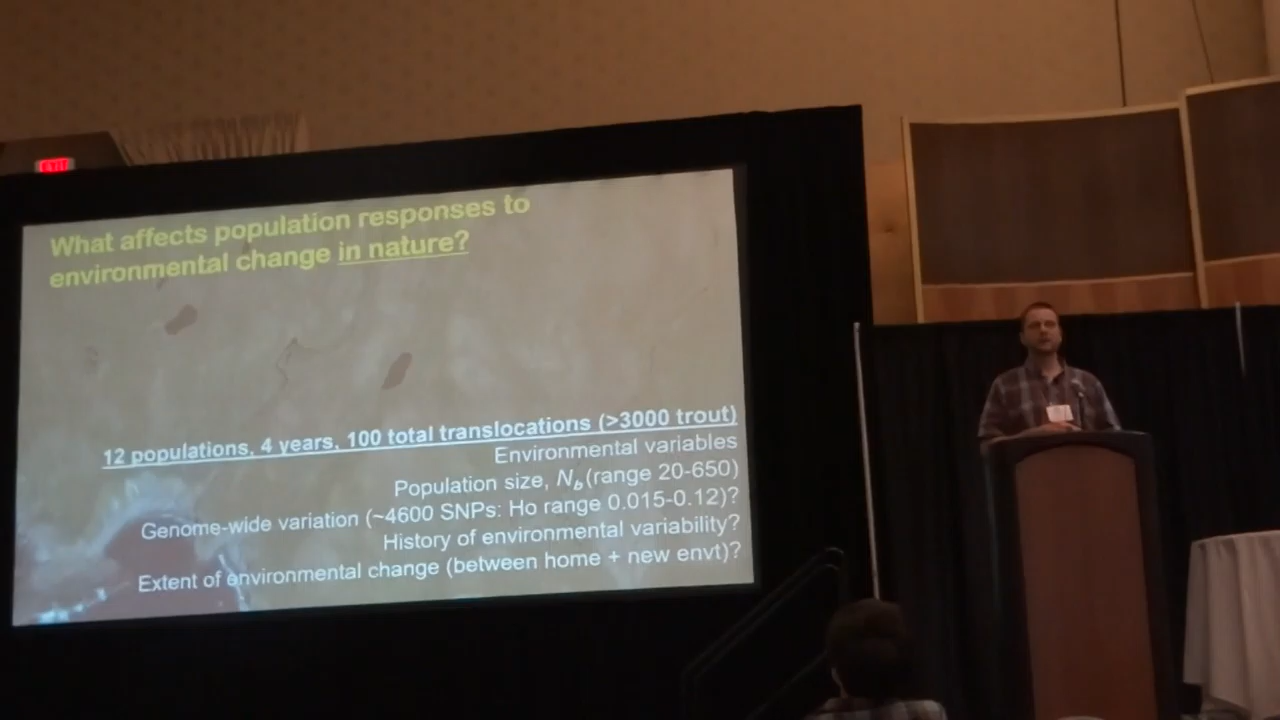 EXIT
What affects population responses to
environmental change in nature?
12 populations, 4 years, 100 total translocations (>3000 trout)
Environmental variables
Population size, Nb (range 20-650)
Genome-wide variation (~4600 SNPs: Ho range 0.015-0.12)?
History of environmental variability?
Extent of environmental change (between home + new envt)?